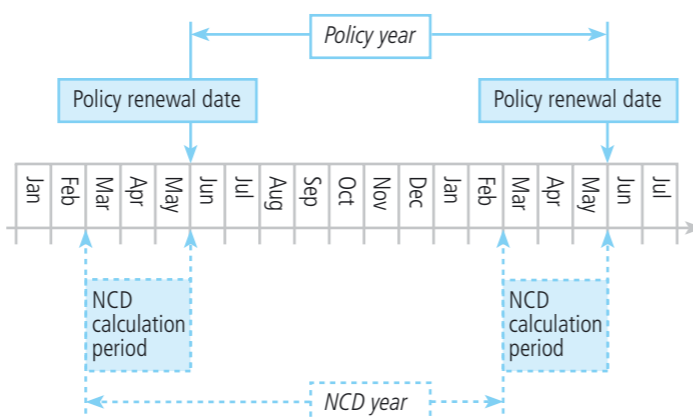 Policy year
Policy renewal date
Policy renewal date
Jan
Feb
Mar
Apr
May
Jun
Jul
Aug
Sep
Oct
Nov
Dec
Jan
Feb
Mar
Apr
May
Jun
Jul
NCD
calculation
period
NCD
calculation
period
NCD year